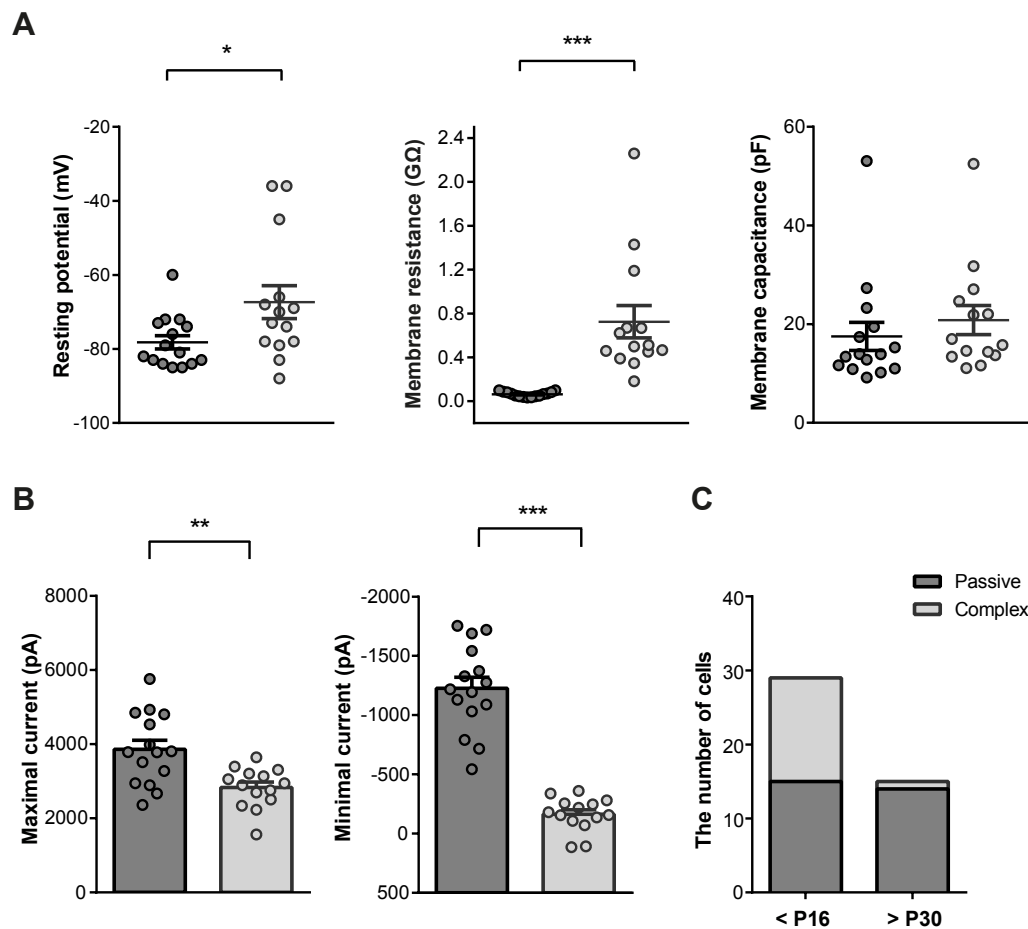 A
*
Resting potential (mV)
-20
-40
-60
-80
-100
***
Membrane resistance (GΩ)
2.4
2.0
1.6
1.2
0.8
0.4
0.0
Membrane capacitance (pF)
60
40
20
0
B
**
Maximal current (pA)
8000
6000
4000
2000
0
***
Minimal current (pA)
-2000
-1500
-1000
-500
0
500
C
Passive
Complex
The number of cells
40
30
20
10
0
< P16
> P30